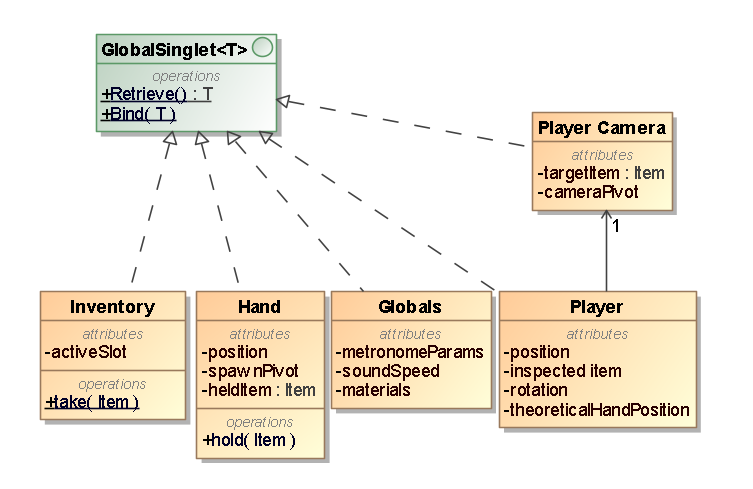 GlobalSinglet<T>
operations
+Retrieve() : T
+Bind( T )
Player Camera
attributes
-targetItem : Item
-cameraPivot
1
Inventory
attributes
-activeSlot
operations
+take( Item )
Hand
attributes
-position
-spawnPivot
-heldItem : Item
operations
+hold( Item )
Globals
attributes
-metronomeParams
-soundSpeed
-materials
Player
attributes
-position
-inspected item
-rotation
-theoreticalHandPosition